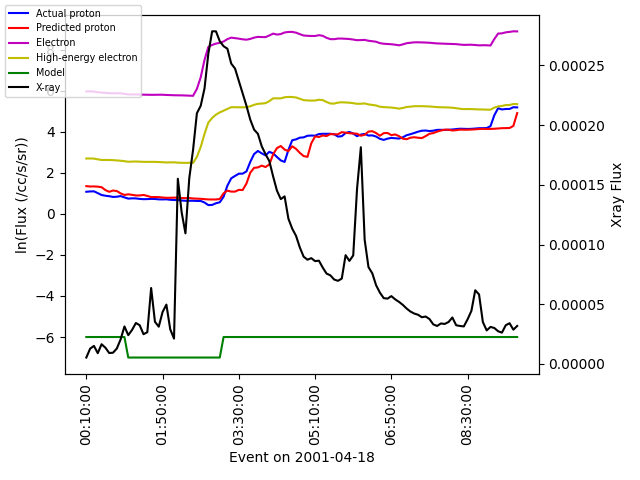 Actual proton
Predicted proton
Electron
High-energy electron
Model
X-ray
8
6
4
2
0
−2
−4
−6
ln(Flux (/cc/s/sr))
0.00025
0.00020
0.00015
0.00010
0.00005
0.00000
Xray Flux
00:10:00
01:50:00
03:30:00
05:10:00
06:50:00
08:30:00
Event on 2001-04-18